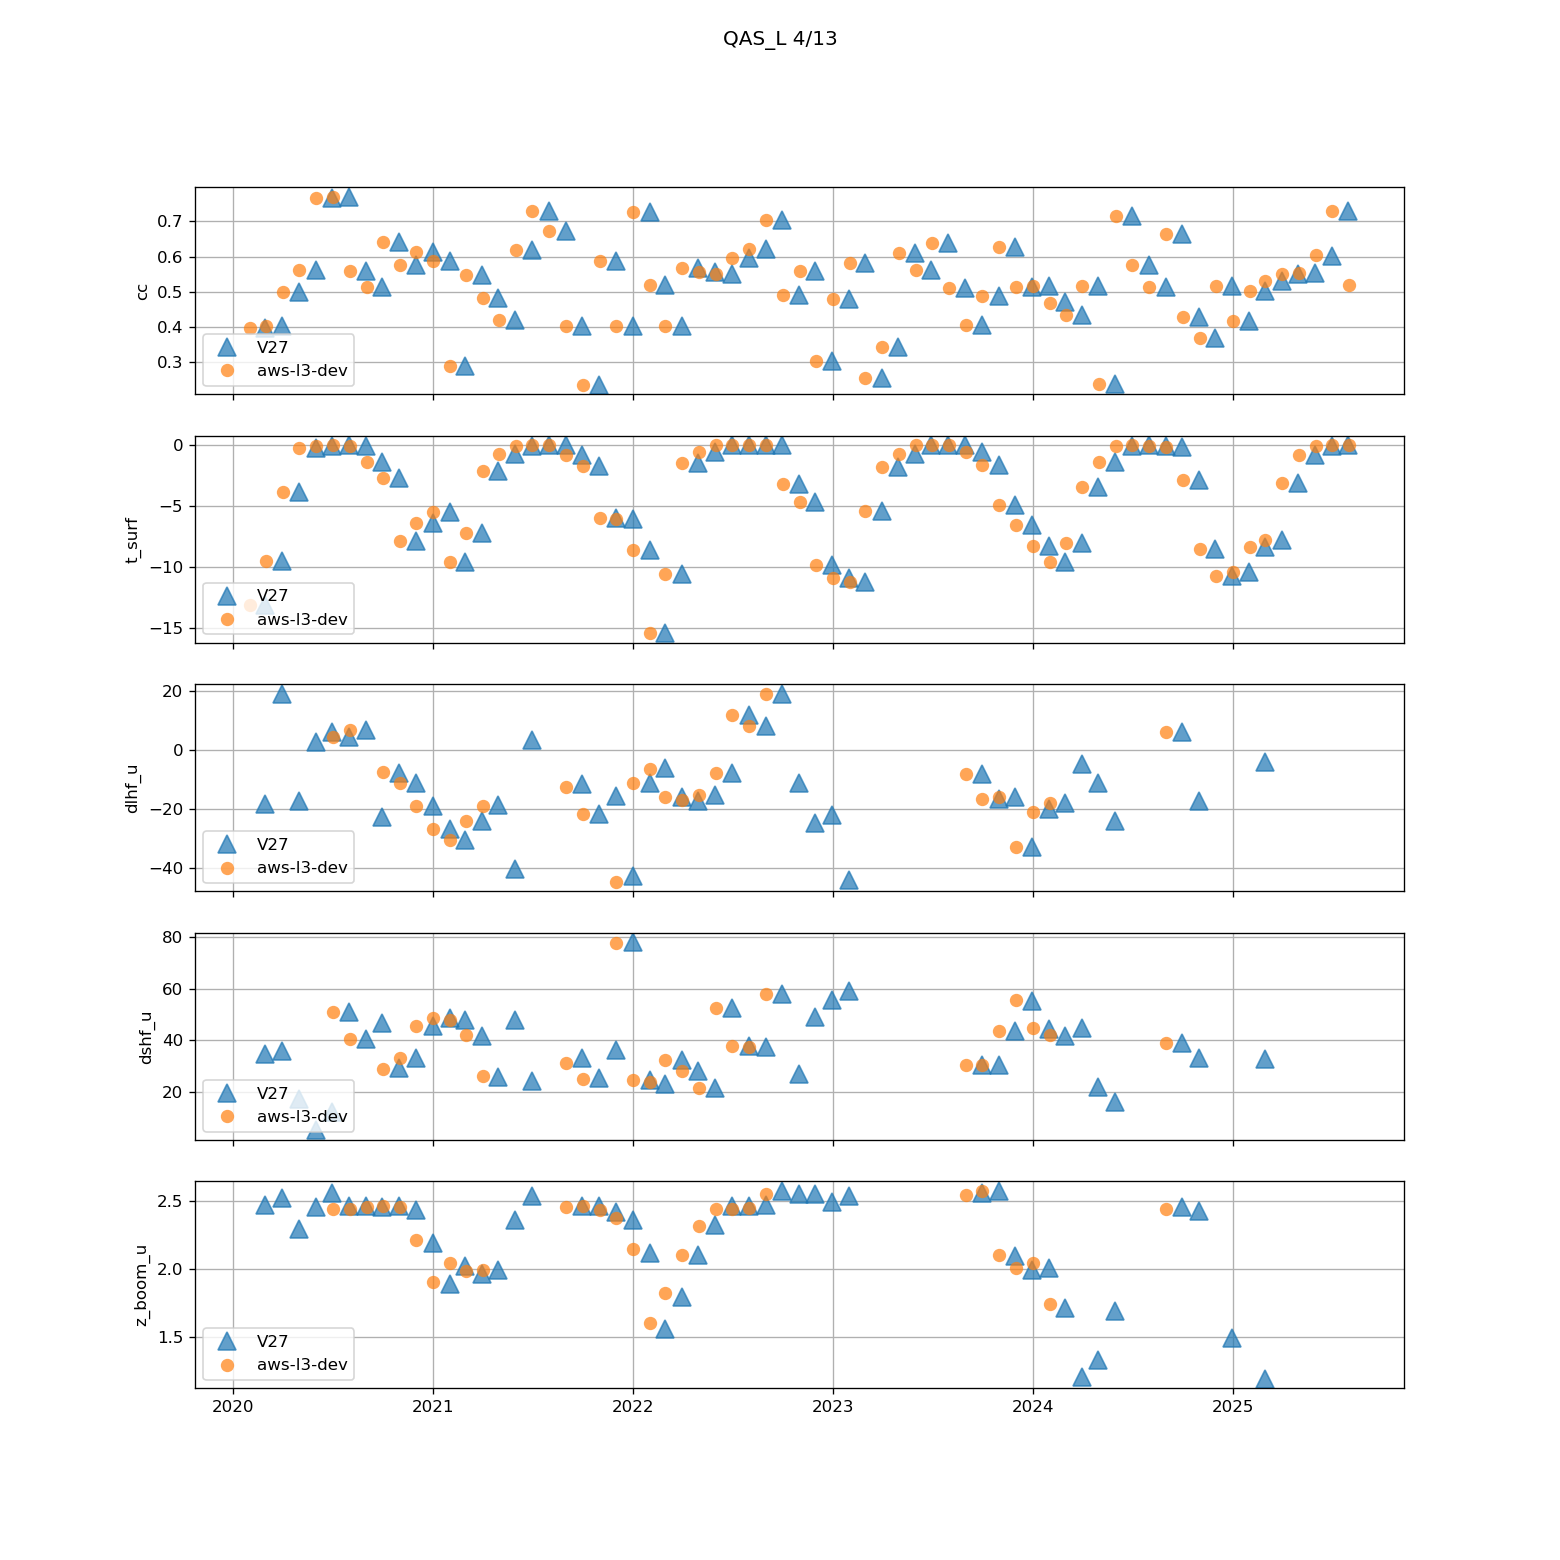 QAS_L 4/13
0.7
0.6
0.5
0.4
0.3
cc
V27
aws-l3-dev
0
−5
−10
−15
t_surf
V27
aws-l3-dev
20
0
−20
−40
dlhf_u
V27
aws-l3-dev
80
60
40
20
dshf_u
V27
aws-l3-dev
2.5
2.0
1.5
z_boom_u
V27
aws-l3-dev
2020 2021 2022 2023 2024 2025